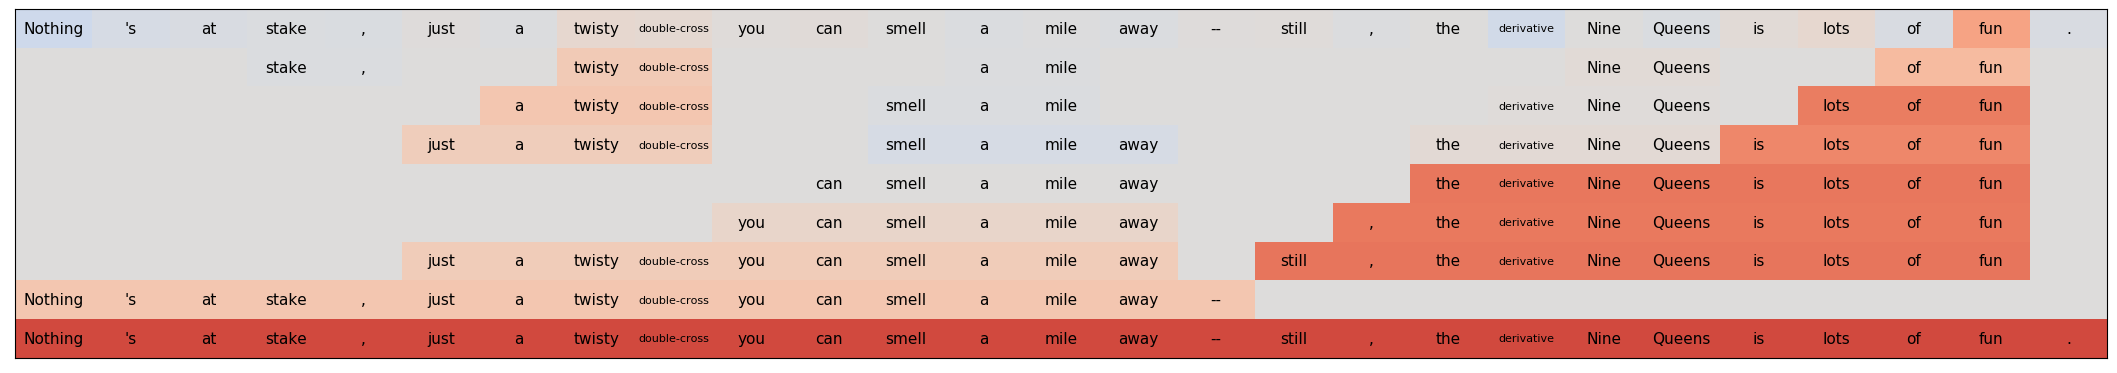 Nothing 's at stake , just a twisty double-cross you can smell a mile away -- still , the derivative Nine Queens is lots of fun .
stake , twisty double-cross a mile Nine Queens of fun
a twisty double-cross smell a mile derivative Nine Queens lots of fun
just a twisty double-cross smell a mile away the derivative Nine Queens is lots of fun
can smell a mile away the derivative Nine Queens is lots of fun
you can smell a mile away , the derivative Nine Queens is lots of fun
just a twisty double-cross you can smell a mile away still , the derivative Nine Queens is lots of fun
Nothing 's at stake , just a twisty double-cross you can smell a mile away --
Nothing 's at stake , just a twisty double-cross you can smell a mile away -- still , the derivative Nine Queens is lots of fun .